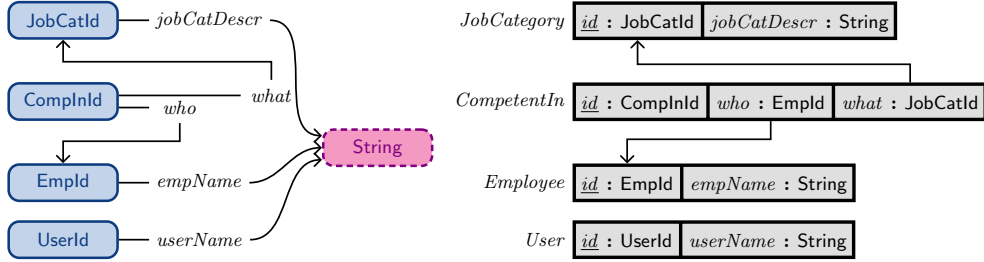 JobCatId jobCatDescr
CompInId who what
String
EmpId empName
UserId userName
JobCategory id : JobCatId jobCatDescr : String
CompetentIn id : CompInId who : EmpId what : JobCatId
Employee id : EmpId empName : String
User id : UserId userName : String